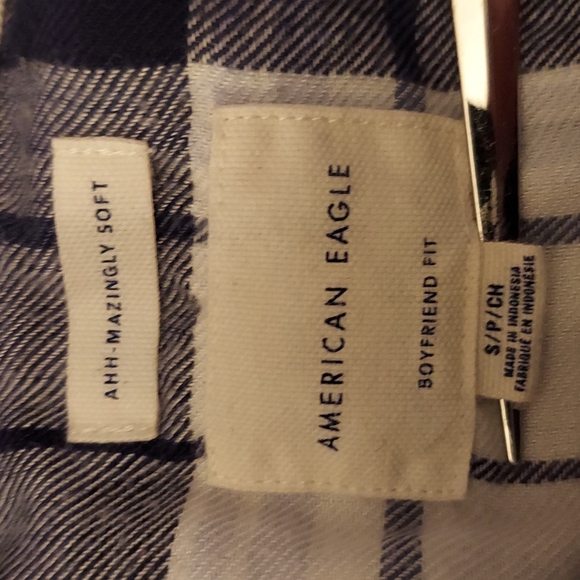 AHH-MAZINGLY SOFT
AMERICAN EAGLE
BOYFRIEND FIT
S/P/CH
MADE IN INDONESIA
FABRIQUÉ EN INDONÉSIE